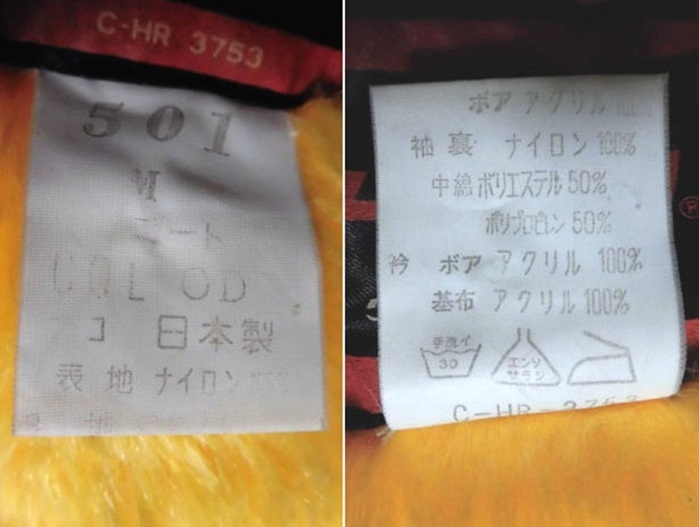 C-HR 3753
501
M
コート
日本製
表 地 ナイロン
ボア アクリル 100%
袖 裏 ナイロン 100%
中綿 ポリエステル 50%
ポリプロピレン 50%
衿 ボア アクリル 100%
基布 アクリル 100%
手洗イ
30
エンソ
サラシ
C-HR-3753
®